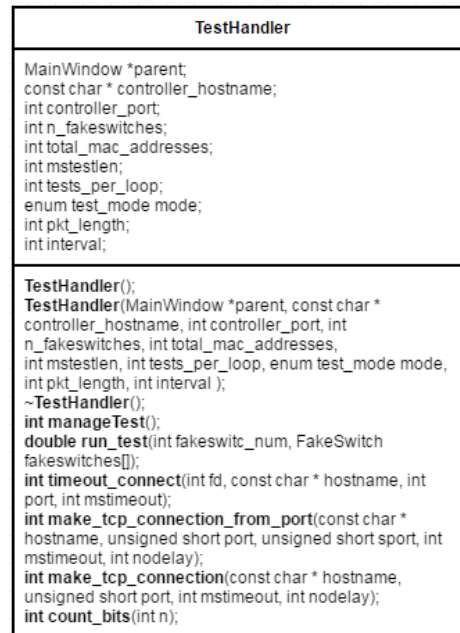 TestHandler
MainWindow *parent;
const char * controller_hostname;
int controller_port;
int n_fakeswitches;
int total_mac_addresses;
int mstestlen;
int tests_per_loop;
enum test_mode mode;
int pkt_length;
int interval;
TestHandler();
TestHandler(MainWindow *parent, const char *
controller_hostname, int controller_port, int
n_fakeswitches, int total_mac_addresses,
int mstestlen, int tests_per_loop, enum test_mode mode,
int pkt_length, int interval );
~TestHandler();
int manageTest();
double run_test(int fakeswitc_num, FakeSwitch
fakeswitches[]);
int timeout_connect(int fd, const char * hostname, int
port, int mstimeout);
int make_tcp_connection_from_port(const char *
hostname, unsigned short port, unsigned short sport, int
mstimeout, int nodelay);
int make_tcp_connection(const char * hostname,
unsigned short port, int mstimeout, int nodelay);
int count_bits(int n);